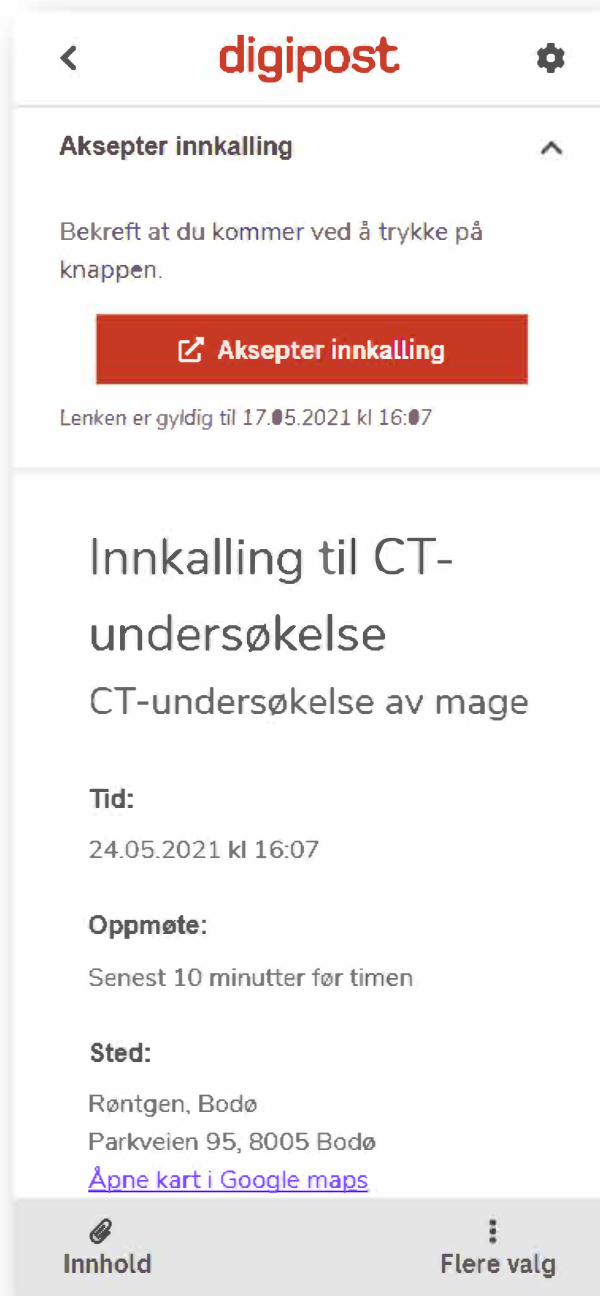 digipost
Aksepter innkalling
Bekreft at du kommer ved å trykke på
knappen.
Aksepter innkalling
Lenken er gyldig til 17.05.2021 kl 16:07
Innkalling til CT-
undersøkelse
CT-undersøkelse av mage
Tid:
24.05.2021 kl 16:07
Oppmøte:
Senest 10 minutter før timen
Sted:
Røntgen, Bodø
Parkveien 95, 8005 Bodø
Åpne kart i Google maps
Innhold
Flere valg